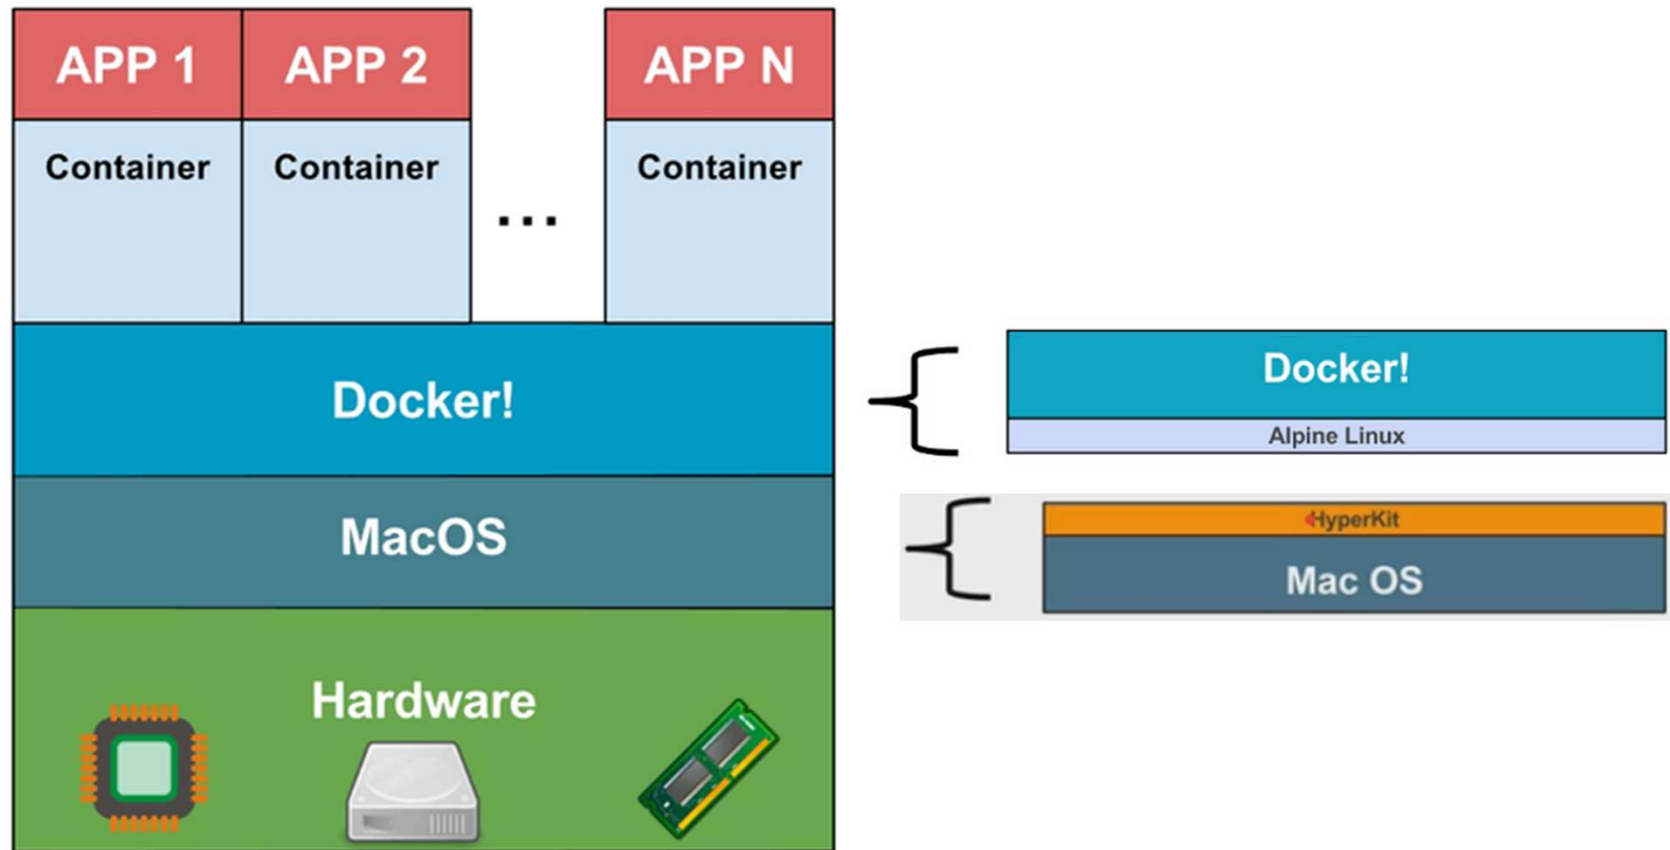 APP 1 APP 2 APP N
Container Container Container
...
Docker!
MacOS
Hardware
Docker!
Alpine Linux
HyperKit
Mac OS